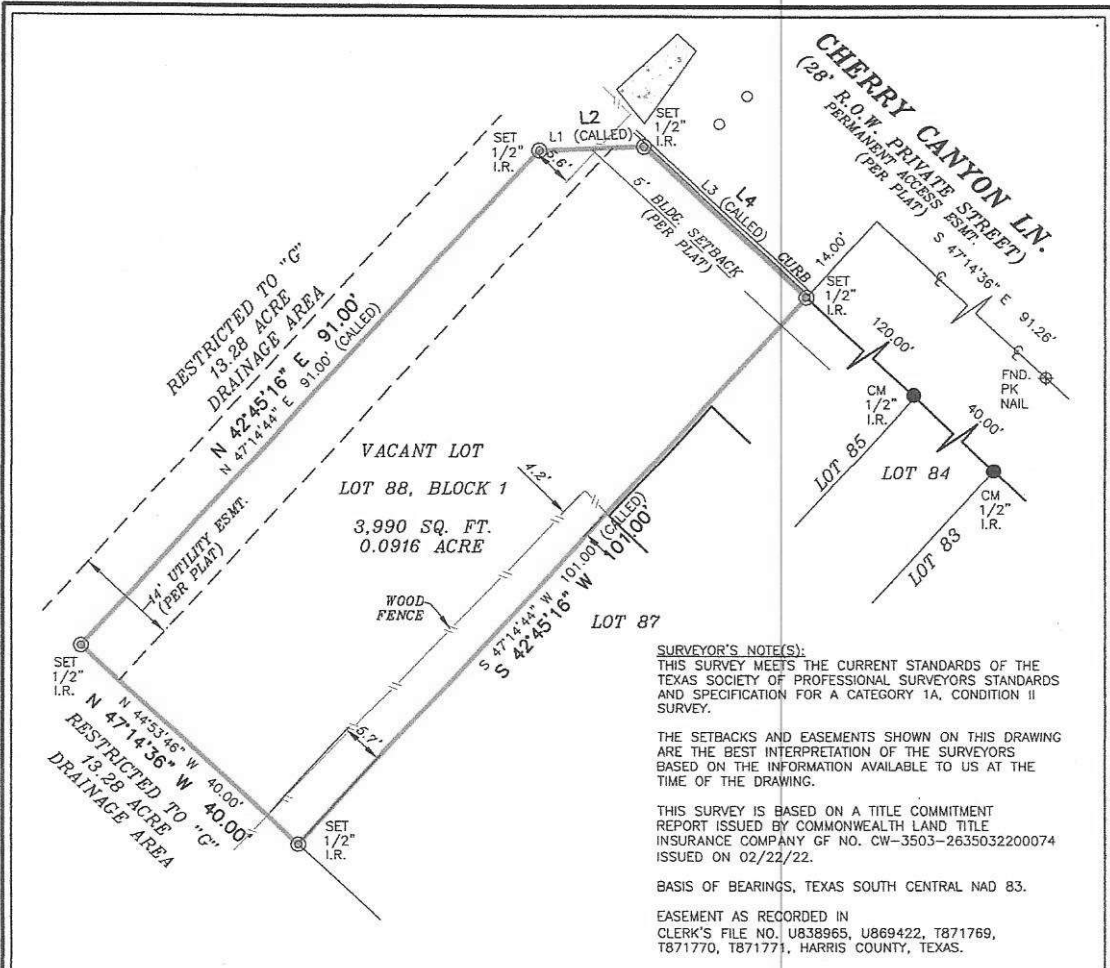 CHERRY CANYON LN.
(28' R.O.W. PRIVATE STREET)
PERMANENT ACCESS ESMT.
(PER PLAT)
S 47°14'36" E 91.26'
SET
1/2"
I.R.
L1
L2
(CALLED)
SET
1/2"
I.R.
5.6'
L3 (CALLED)
L4
CURB
5' BLDG. SETBACK
(PER PLAT)
14.00'
SET
1/2"
I.R.
120.00'
FND.
PK
NAIL
CM
1/2"
I.R.
40.00'
CM
1/2"
I.R.
LOT 85
LOT 84
LOT 83
RESTRICTED TO "G"
13.28 ACRE
DRAINAGE AREA
N 42°45'16" E 91.00'
N 47°14'44" E 91.00' (CALLED)
VACANT LOT
LOT 88, BLOCK 1
3,990 SQ. FT.
0.0916 ACRE
4.2'
14' UTILITY ESMT.
(PER PLAT)
WOOD
FENCE
S 47°14'44" W 101.00' (CALLED)
S 42°45'16" W 101.00'
LOT 87
5.7'
SET
1/2"
I.R.
N 44°53'46" W 40.00'
N 47°14'36" W 40.00'
RESTRICTED TO "G"
13.28 ACRE
DRAINAGE AREA
SET
1/2"
I.R.
SURVEYOR'S NOTE(S):
THIS SURVEY MEETS THE CURRENT STANDARDS OF THE
TEXAS SOCIETY OF PROFESSIONAL SURVEYORS STANDARDS
AND SPECIFICATION FOR A CATEGORY 1A, CONDITION II
SURVEY.
THE SETBACKS AND EASEMENTS SHOWN ON THIS DRAWING
ARE THE BEST INTERPRETATION OF THE SURVEYORS
BASED ON THE INFORMATION AVAILABLE TO US AT THE
TIME OF THE DRAWING.
THIS SURVEY IS BASED ON A TITLE COMMITMENT
REPORT ISSUED BY COMMONWEALTH LAND TITLE
INSURANCE COMPANY GF NO. CW-3503-2635032200074
ISSUED ON 02/22/22.
BASIS OF BEARINGS, TEXAS SOUTH CENTRAL NAD 83.
EASEMENT AS RECORDED IN
CLERK'S FILE NO. U838965, U869422, T871769,
T871770, T871771, HARRIS COUNTY, TEXAS.